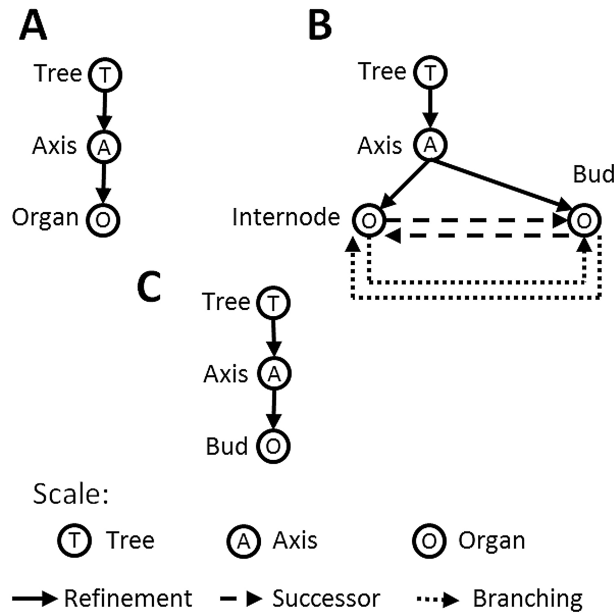 A
Tree T
Axis A
Organ O
B
Tree T
Axis A
Bud
Internode O O
C
Tree T
Axis A
Bud O
Scale:
T Tree A Axis O Organ
Refinement Successor Branching